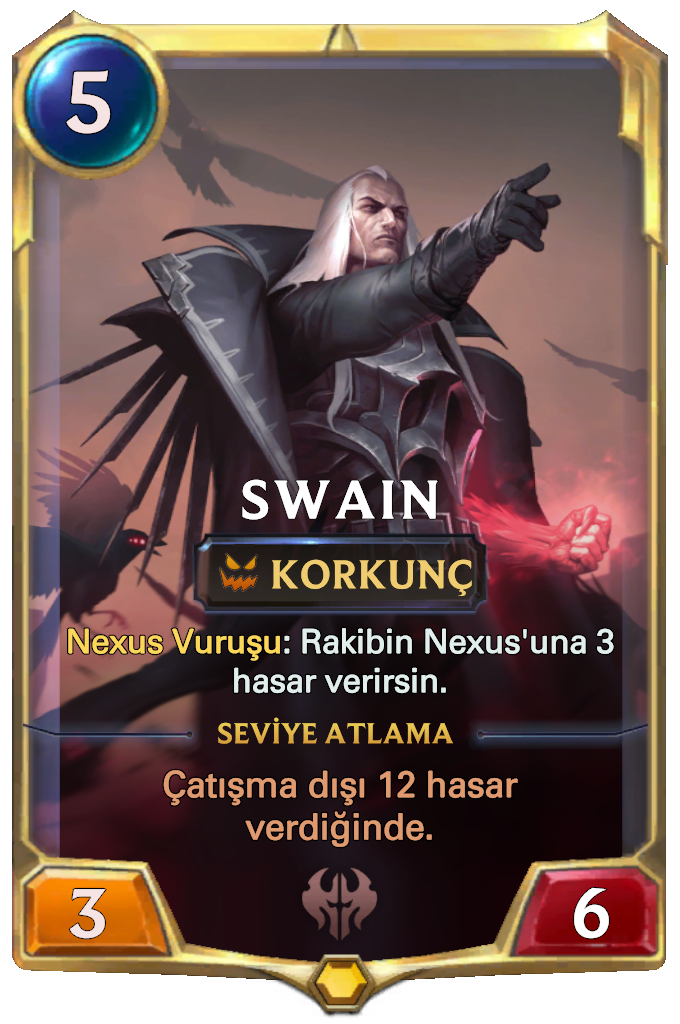 5
SWAIN
KORKUNÇ
Nexus Vuruşu: Rakibin Nexus'una 3
hasar verirsin.
SEVİYE ATLAMA
Çatışma dışı 12 hasar
verdiğinde.
3
6